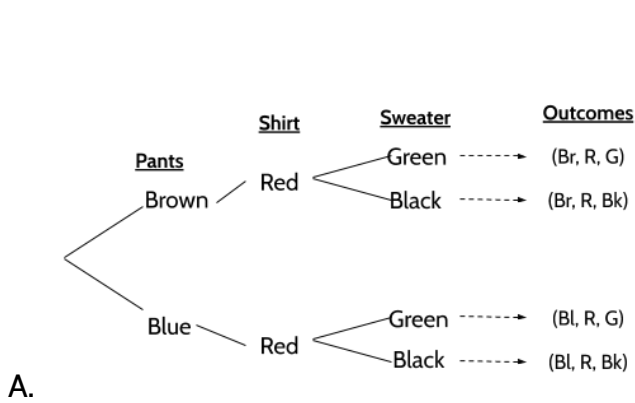 Pants
Shirt
Sweater
Outcomes
Green
(Br, R, G)
Red
Brown
Black
(Br, R, Bk)
Green
(Bl, R, G)
Blue
Red
Black
(Bl, R, Bk)
A.